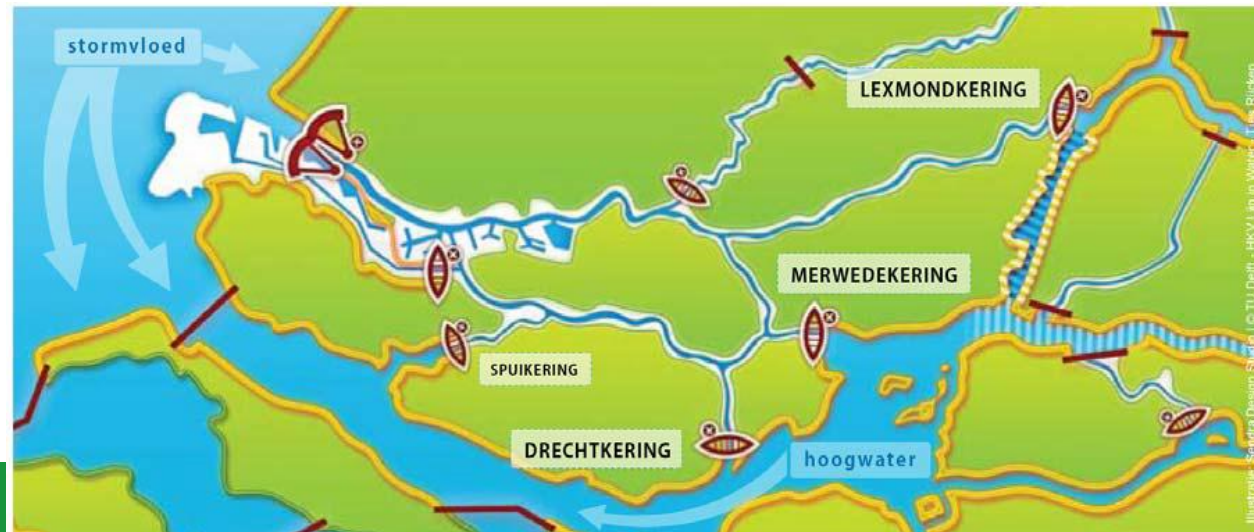 stormvloed
LEXMONDKERING
MERWEDEKERING
SPUIKERING
DRECHTKERING
hoogwater